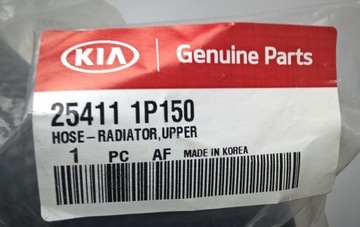 KIA
Genuine Parts
25411 1P150
HOSE-RADIATOR,UPPER
1 PC AF MADE IN KOREA